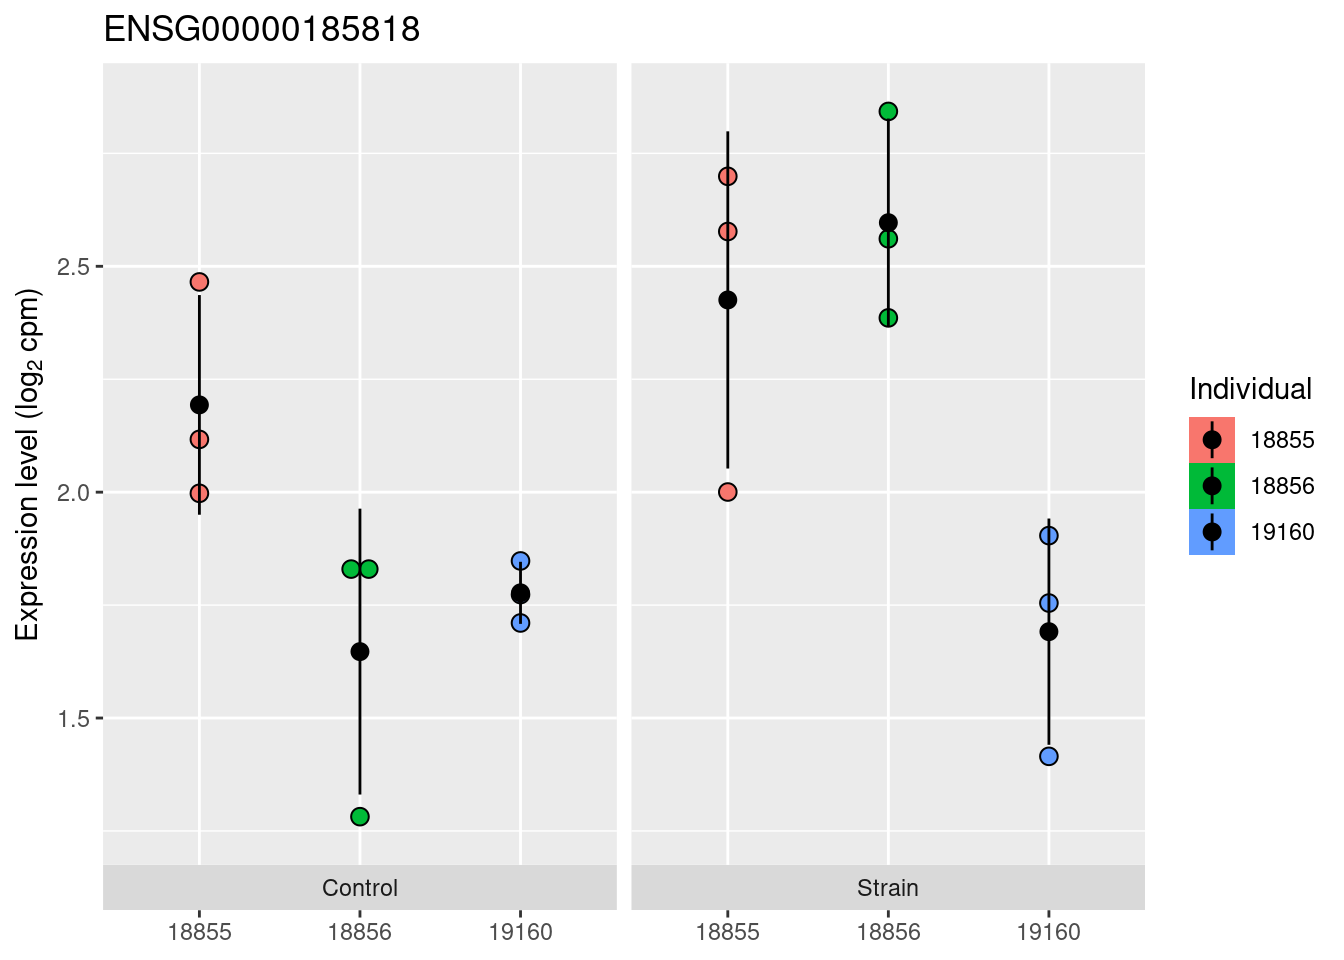 ENSG00000185818
Expression level (log₂ cpm)
2.5
2.0
1.5
Control
Strain
18855
18856
19160
18855
18856
19160
Individual
18855
18856
19160